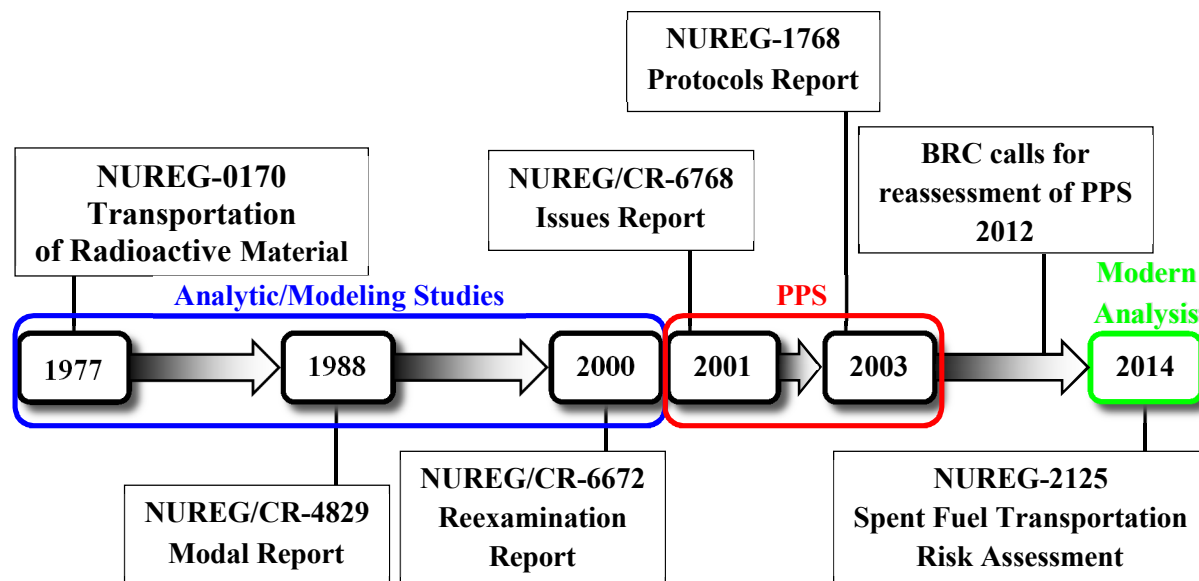 NUREG-1768
Protocols Report
NUREG-0170
Transportation
of Radioactive Material
NUREG/CR-6768
Issues Report
BRC calls for
reassessment of PPS
2012
Analytic/Modeling Studies
PPS
Modern
Analysis
1977
1988
2000
2001
2003
2014
NUREG/CR-4829
Modal Report
NUREG/CR-6672
Reexamination
Report
NUREG-2125
Spent Fuel Transportation
Risk Assessment